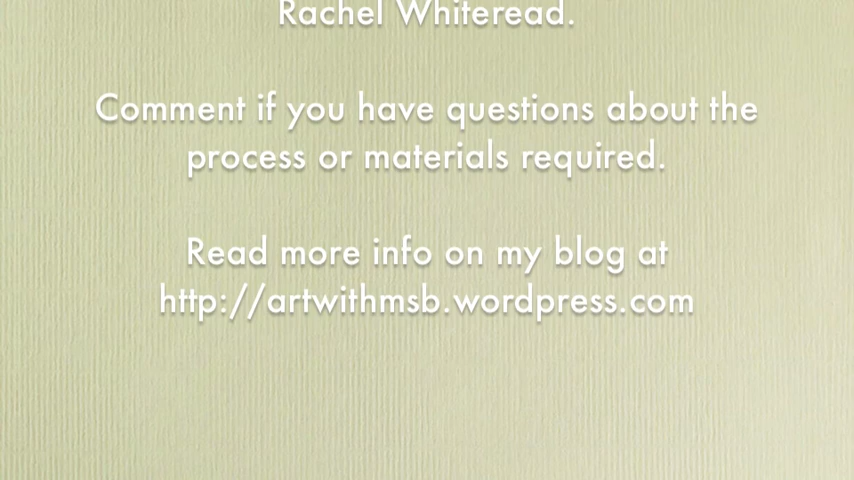 Rachel Whiteread.
Comment if you have questions about the
process or materials required.
Read more info on my blog at
http://artwithmsb.wordpress.com